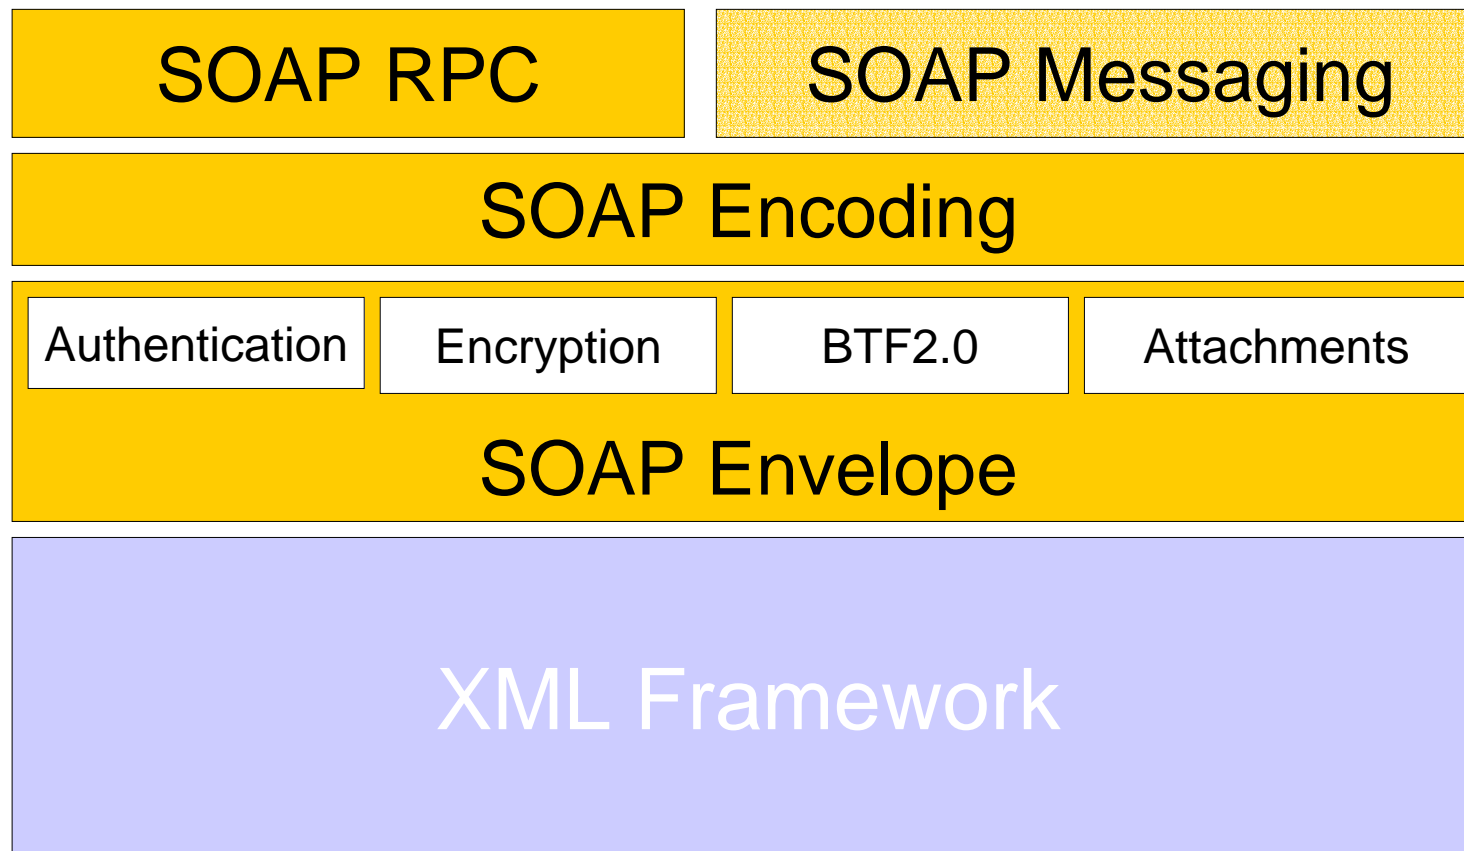 SOAP RPC
SOAP Messaging
SOAP Encoding
Authentication
Encryption
BTF2.0
Attachments
SOAP Envelope
XML Framework